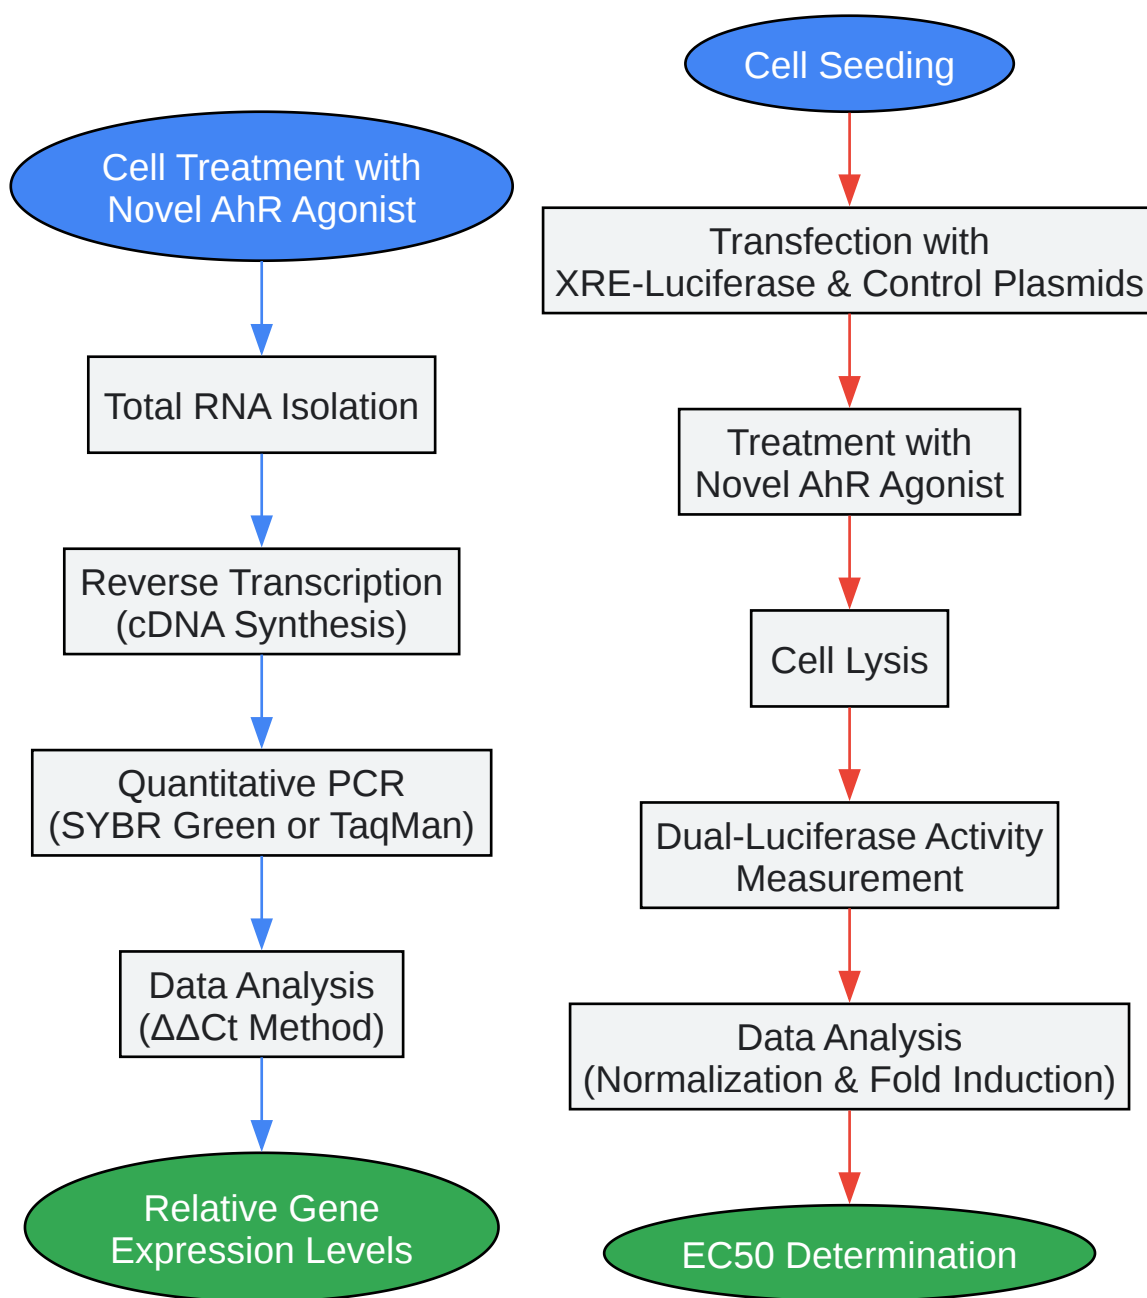 Cell Treatment with
Novel AhR Agonist
Total RNA Isolation
Reverse Transcription
(cDNA Synthesis)
Quantitative PCR
(SYBR Green or TaqMan)
Data Analysis
(ΔΔCt Method)
Relative Gene
Expression Levels
Cell Seeding
Transfection with
XRE-Luciferase & Control Plasmids
Treatment with
Novel AhR Agonist
Cell Lysis
Dual-Luciferase Activity
Measurement
Data Analysis
(Normalization & Fold Induction)
EC50 Determination